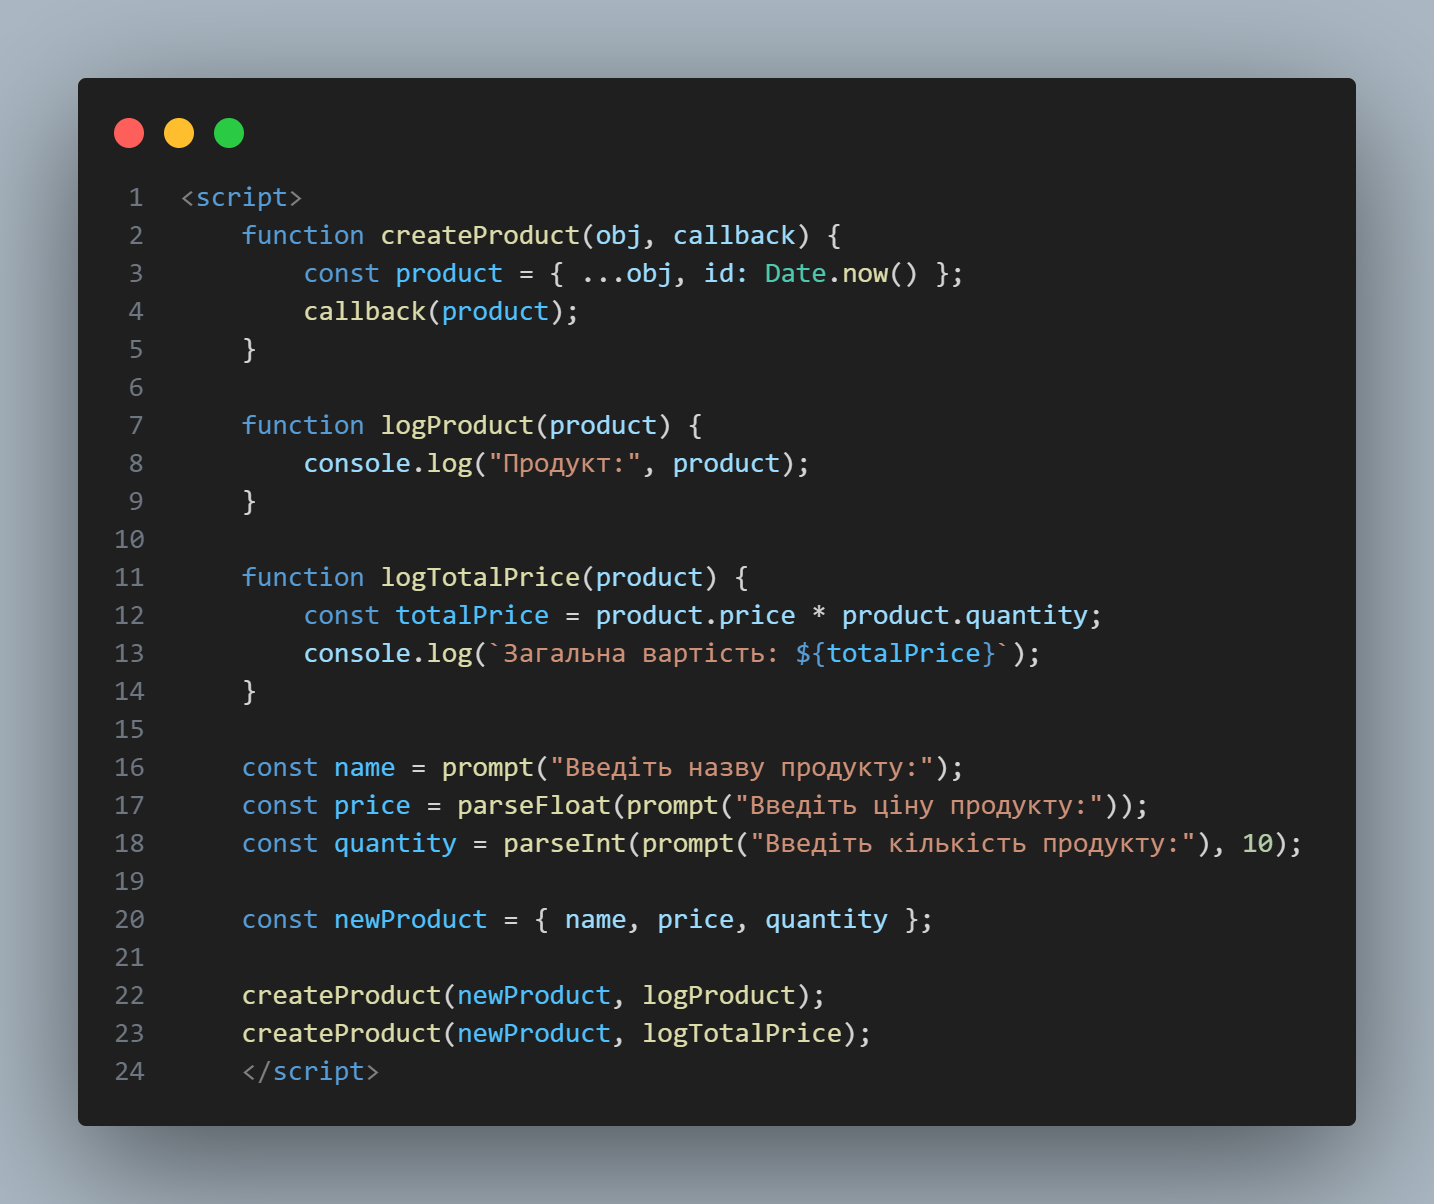 1 <script>
2     function createProduct(obj, callback) {
3         const product = { ...obj, id: Date.now() };
4         callback(product);
5     }
6
7     function logProduct(product) {
8         console.log("Продукт:", product);
9     }
10
11     function logTotalPrice(product) {
12         const totalPrice = product.price * product.quantity;
13         console.log(`Загальна вартість: ${totalPrice}`);
14     }
15
16     const name = prompt("Введіть назву продукту:");
17     const price = parseFloat(prompt("Введіть ціну продукту:"));
18     const quantity = parseInt(prompt("Введіть кількість продукту:"), 10);
19
20     const newProduct = { name, price, quantity };
21
22     createProduct(newProduct, logProduct);
23     createProduct(newProduct, logTotalPrice);
24     </script>